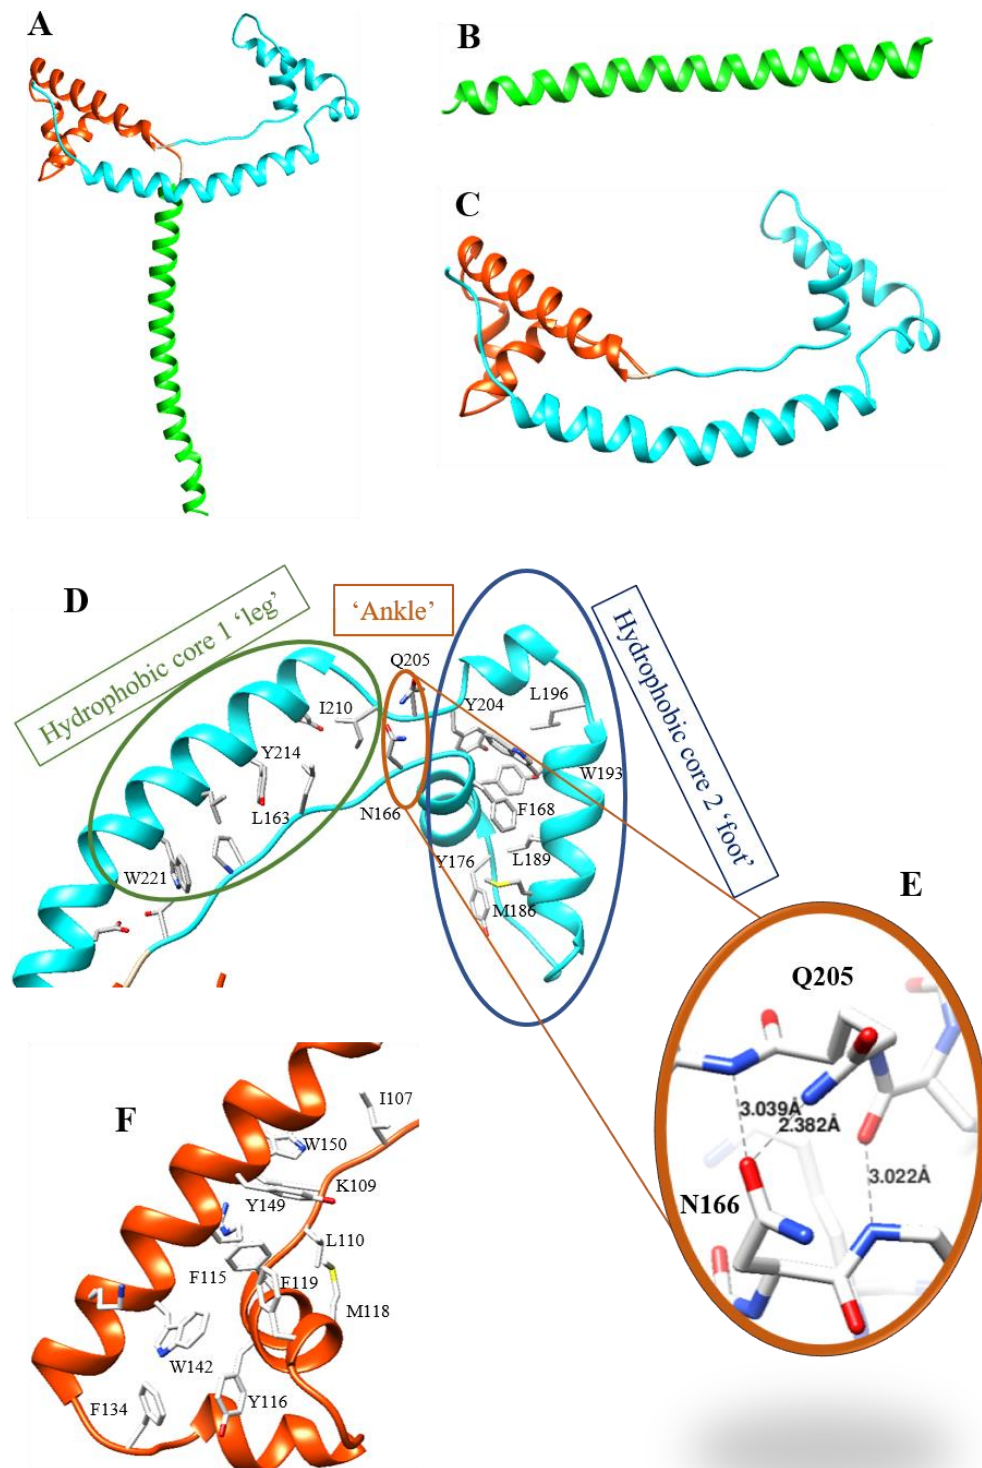 A
B
C
D
Hydrophobic core 1 ‘leg’
‘Ankle’
Hydrophobic core 2 ‘foot’
Q205
I210
Y204
L196
Y214
W193
L163
N166
F168
Y176
L189
W221
M186
E
Q205
3.039Å
2.382Å
3.022Å
N166
F
I107
W150
K109
Y149
L110
F115
F119
M118
W142
Y116
F134